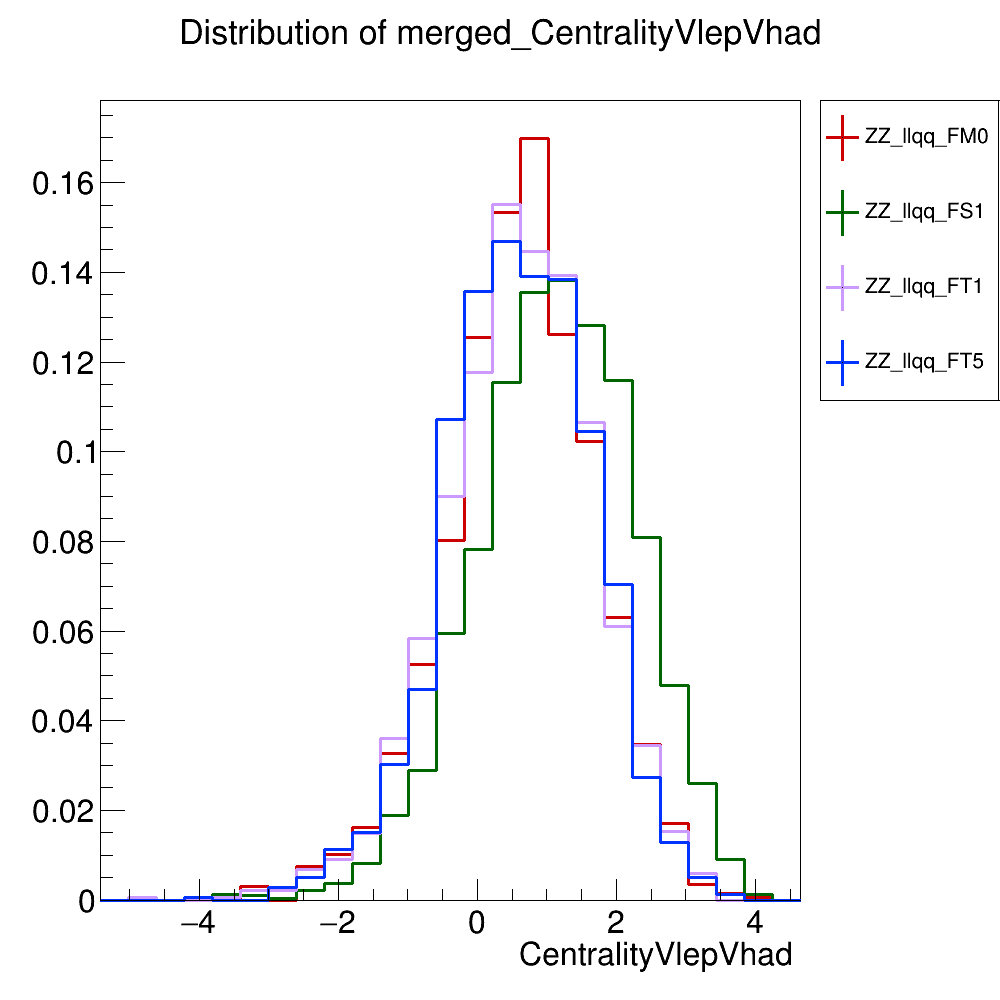 Distribution of merged_CentralityVlepVhad
ZZ_llqq_FM0
ZZ_llqq_FS1
ZZ_llqq_FT1
ZZ_llqq_FT5
0.16
0.14
0.12
0.1
0.08
0.06
0.04
0.02
0
−4 −2 0 2 4
CentralityVlepVhad